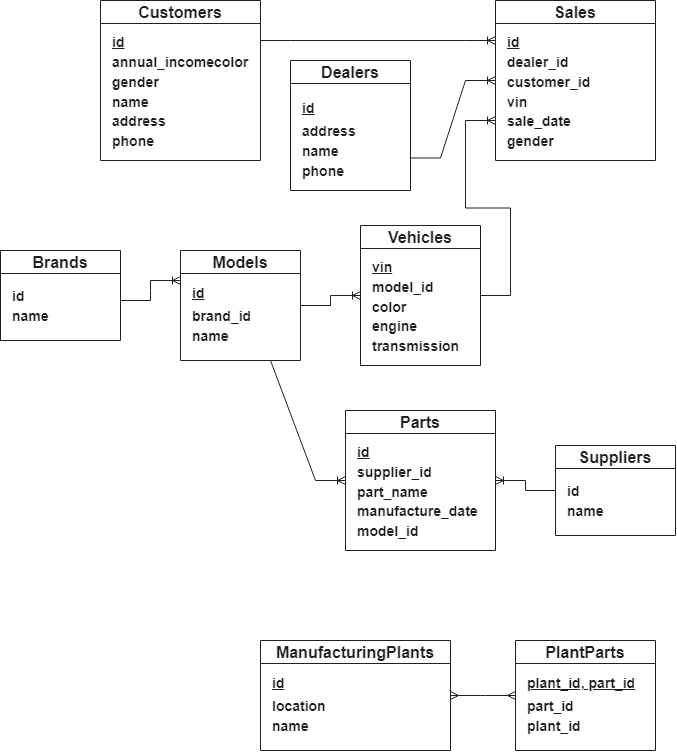 Customers
id
annual_incomecolor
gender
name
address
phone
Dealers
id
address
name
phone
Sales
id
dealer_id
customer_id
vin
sale_date
gender
Brands
id
name
Models
id
brand_id
name
Vehicles
vin
model_id
color
engine
transmission
Parts
id
supplier_id
part_name
manufacture_date
model_id
Suppliers
id
name
ManufacturingPlants
id
location
name
PlantParts
plant_id, part_id
part_id
plant_id